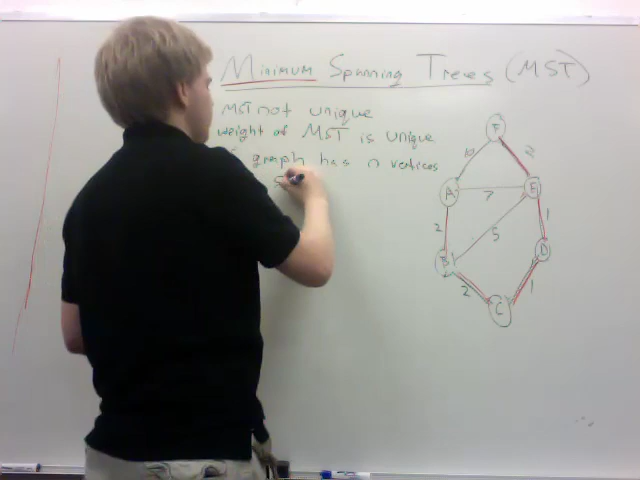 Minimum Spanning Trees (MST)
MST not unique
weight of MST is unique
graph has n vertices
F
10
2
A
7
E
2
5
1
B
D
2
1
C